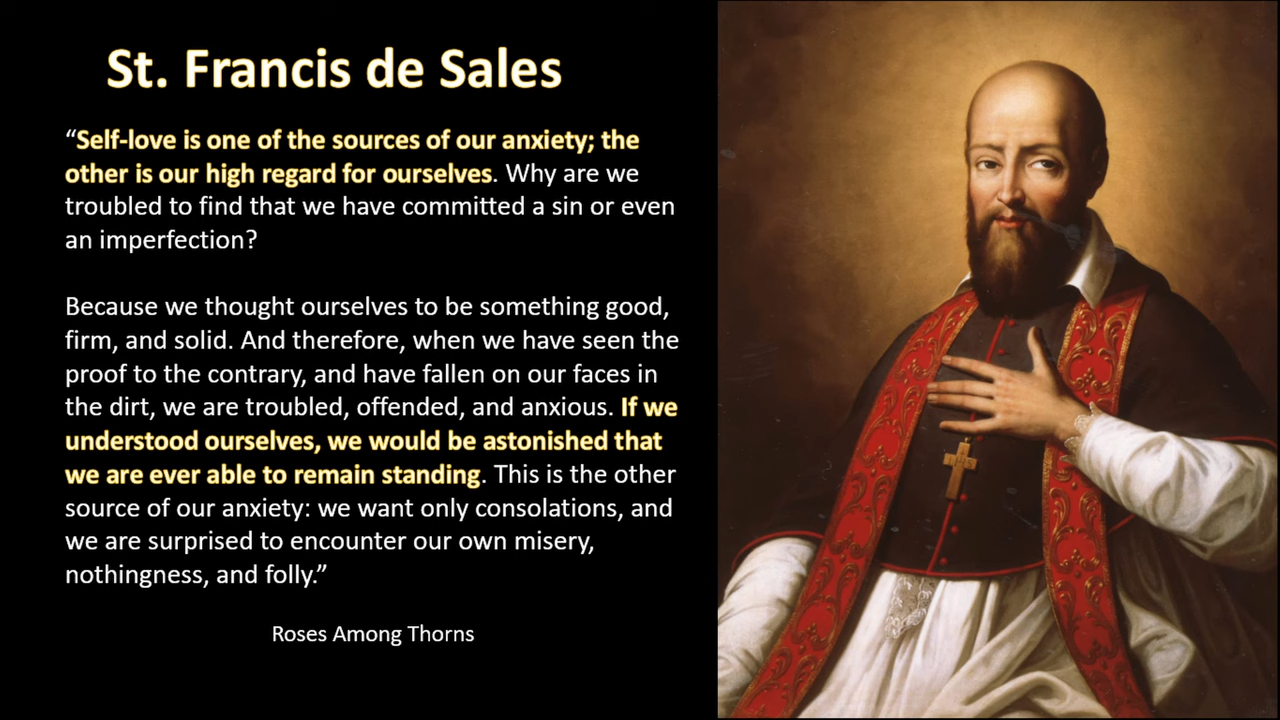 St. Francis de Sales
“Self-love is one of the sources of our anxiety; the
other is our high regard for ourselves. Why are we
troubled to find that we have committed a sin or even
an imperfection?
Because we thought ourselves to be something good,
firm, and solid. And therefore, when we have seen the
proof to the contrary, and have fallen on our faces in
the dirt, we are troubled, offended, and anxious. If we
understood ourselves, we would be astonished that
we are ever able to remain standing. This is the other
source of our anxiety: we want only consolations, and
we are surprised to encounter our own misery,
nothingness, and folly.”
Roses Among Thorns